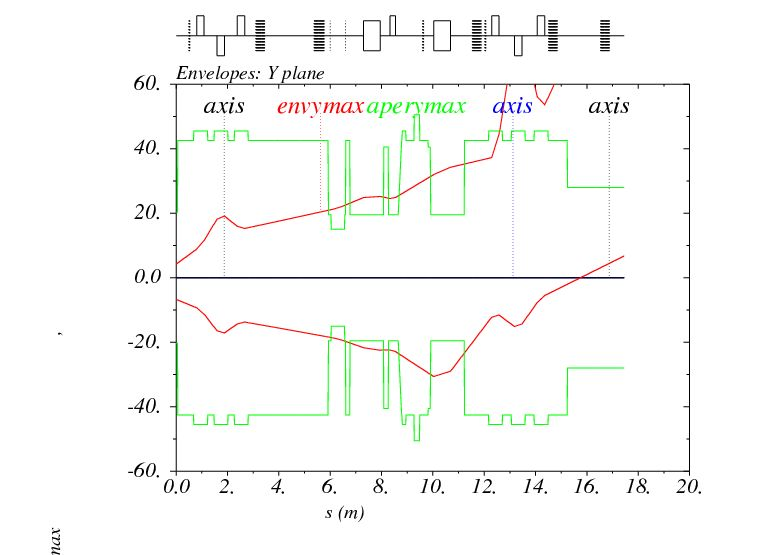 Envelopes: Y plane
60.
axis envymax aperymax axis axis
40.
20.
0.0
-20.
-40.
-60.
0.0 2. 4. 6. 8. 10. 12. 14. 16. 18. 20.
s (m)
,